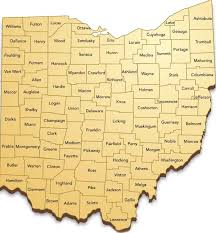 Lake
Ashtabula
Williams
Fulton
Lucas
Ottawa
Geauga
Cuyahoga
Defiance
Henry
Wood
Sandusky
Erie
Lorain
Trumbull
Paulding
Seneca
Huron
Medina
Summit
Portage
Putnam
Hancock
Mahoning
Van Wert
Wyandot
Crawford
Richland
Ashland
Wayne
Stark
Columbiana
Allen
Hardin
Marion
Carroll
Mercer
Auglaize
Morrow
Holmes
Tuscarawas
Jefferson
Logan
Union
Knox
Coshocton
Harrison
Shelby
Delaware
Darke
Champaign
Licking
Guernsey
Belmont
Miami
Clark
Franklin
Muskingum
Madison
Noble
Monroe
Preble
Montgomery
Greene
Fairfield
Perry
Morgan
Pickaway
Fayette
Hocking
Washington
Butler
Warren
Clinton
Ross
Athens
Vinton
Hamilton
Highland
Meigs
Clermont
Pike
Jackson
Brown
Adams
Scioto
Gallia
Lawrence